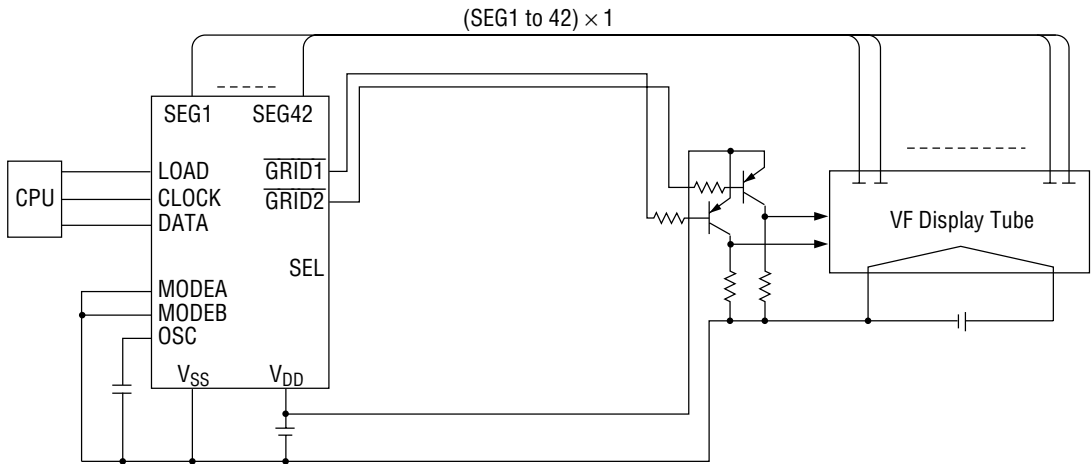 (SEG1 to 42) × 1
SEG1 SEG42
CPU
LOAD
CLOCK
DATA
GRID1
GRID2
SEL
MODEA
MODEB
OSC
VSS
VDD
VF Display Tube